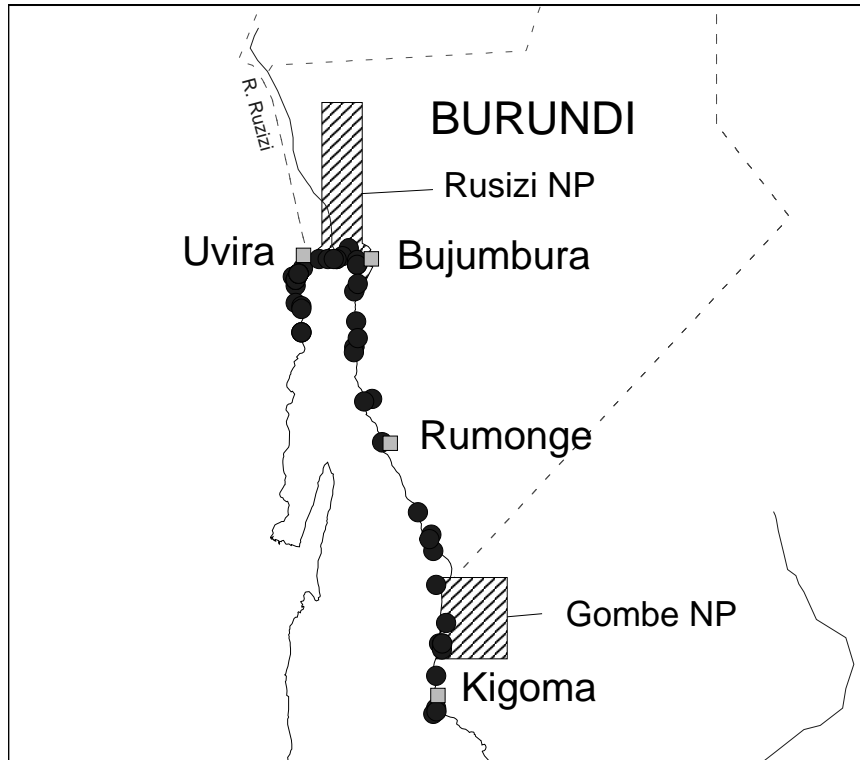 R. Ruzizi
BURUNDI
Rusizi NP
Uvira
Bujumbura
Rumonge
Gombe NP
Kigoma